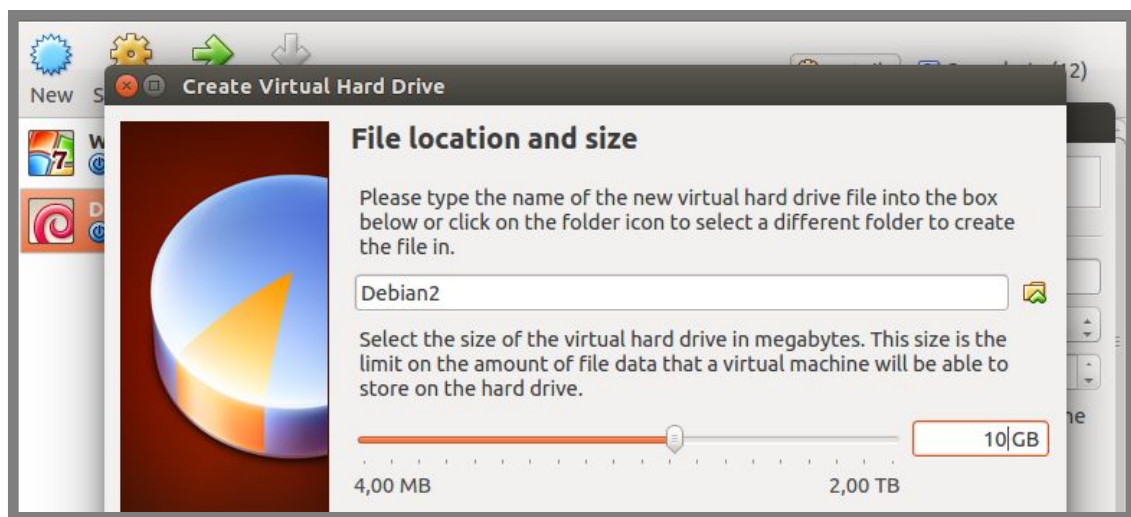 12)
New
Create Virtual Hard Drive
W
D
7
File location and size
Please type the name of the new virtual hard drive file into the box
below or click on the folder icon to select a different folder to create
the file in.
Debian2
Select the size of the virtual hard drive in megabytes. This size is the
limit on the amount of file data that a virtual machine will be able to
store on the hard drive.
10 GB
4,00 MB
2,00 TB